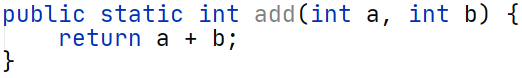 public static int add(int a, int b) {
    return a + b;
}